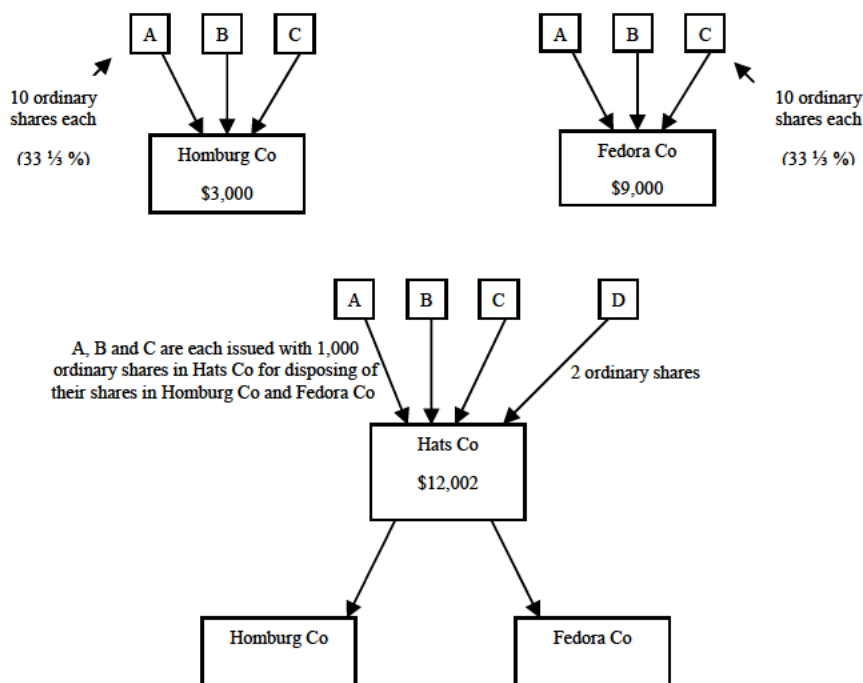 A B C
10 ordinary
shares each
(33 ⅓ %)
Homburg Co
$3,000
A B C
10 ordinary
shares each
(33 ⅓ %)
Fedora Co
$9,000
A B C D
A, B and C are each issued with 1,000
ordinary shares in Hats Co for disposing of
their shares in Homburg Co and Fedora Co
2 ordinary shares
Hats Co
$12,002
Homburg Co
Fedora Co